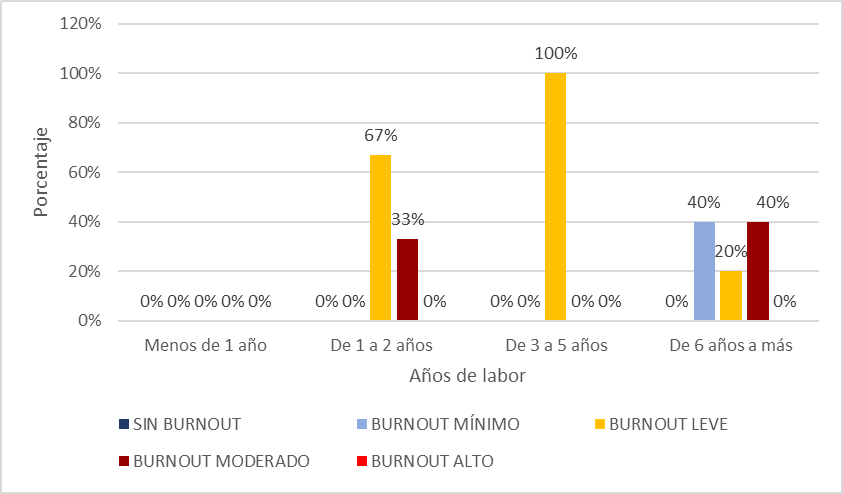 120%
100%
100%
80%
67%
60%
40%
40%
40%
33%
20%
20%
0% 0% 0% 0% 0%
0% 0%
0%
0% 0%
0% 0%
0%
0%
0%
Porcentaje
Menos de 1 año
De 1 a 2 años
De 3 a 5 años
De 6 años a más
Años de labor
SIN BURNOUT
BURNOUT MÍNIMO
BURNOUT LEVE
BURNOUT MODERADO
BURNOUT ALTO